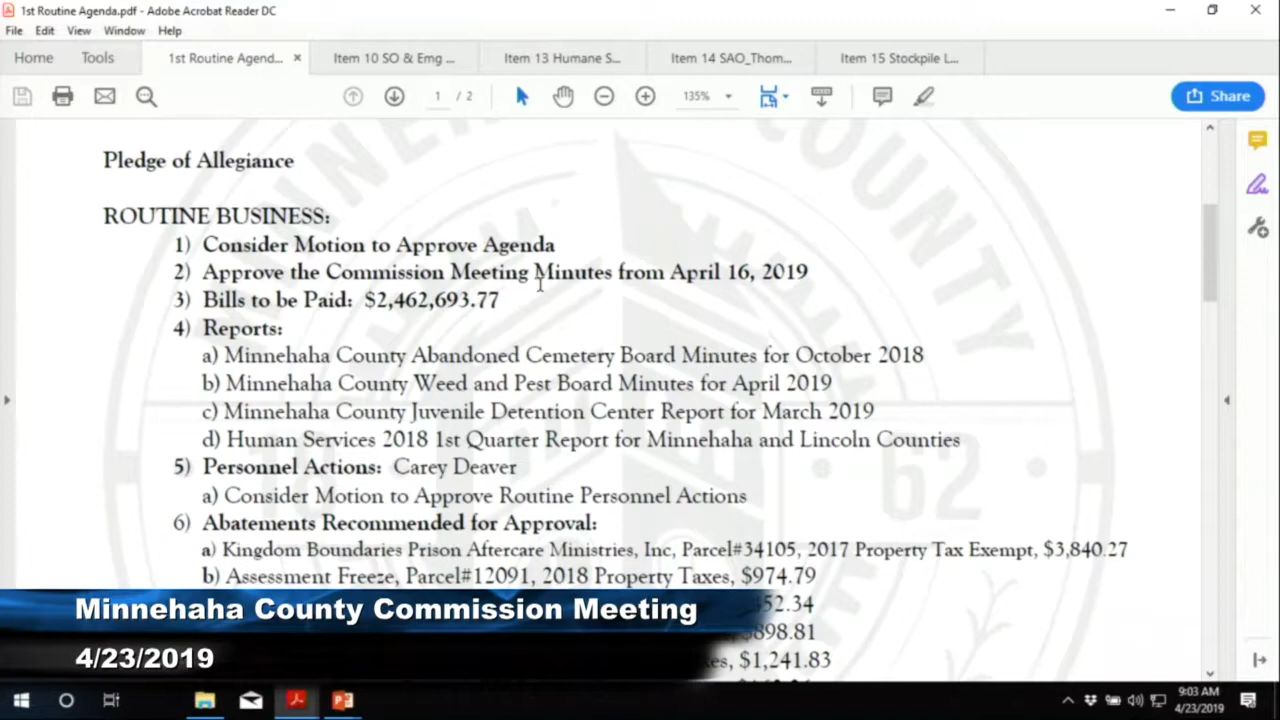 1st Routine Agenda.pdf - Adobe Acrobat Reader DC
File Edit View Window Help
Home Tools 1st Routine Agend... × Item 10 SO & Emg ... Item 13 Humane S... Item 14 SAO_Thom... Item 15 Stockpile L...
1 / 2 135% Share
MINNEHAHA COUNTY
62
Pledge of Allegiance
ROUTINE BUSINESS:
1) Consider Motion to Approve Agenda
2) Approve the Commission Meeting Minutes from April 16, 2019
3) Bills to be Paid: $2,462,693.77
4) Reports:
a) Minnehaha County Abandoned Cemetery Board Minutes for October 2018
b) Minnehaha County Weed and Pest Board Minutes for April 2019
c) Minnehaha County Juvenile Detention Center Report for March 2019
d) Human Services 2018 1st Quarter Report for Minnehaha and Lincoln Counties
5) Personnel Actions: Carey Deaver
a) Consider Motion to Approve Routine Personnel Actions
6) Abatements Recommended for Approval:
a) Kingdom Boundaries Prison Aftercare Ministries, Inc, Parcel#34105, 2017 Property Tax Exempt, $3,840.27
b) Assessment Freeze, Parcel#12091, 2018 Property Taxes, $974.79
52.34
898.81
es, $1,241.83
Minnehaha County Commission Meeting
4/23/2019
9:03 AM
4/23/2019